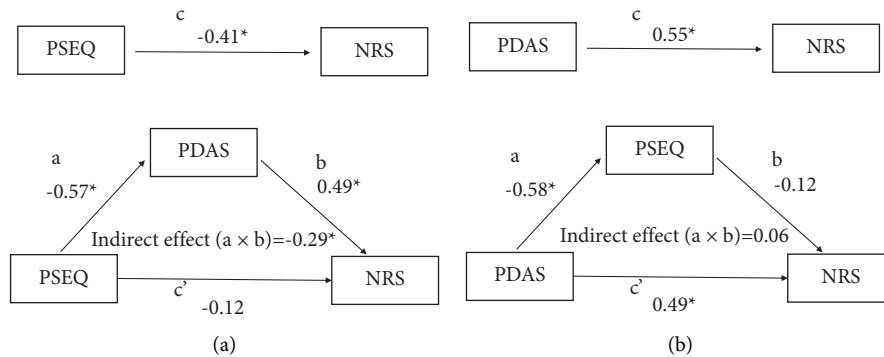 c
-0.41*
PSEQ
NRS
PDAS
a
-0.57*
b
0.49*
Indirect effect (a × b)=-0.29*
PSEQ
NRS
c'
-0.12
(a)
c
0.55*
PDAS
NRS
PSEQ
a
-0.58*
b
-0.12
Indirect effect (a × b)=0.06
PDAS
NRS
c'
0.49*
(b)